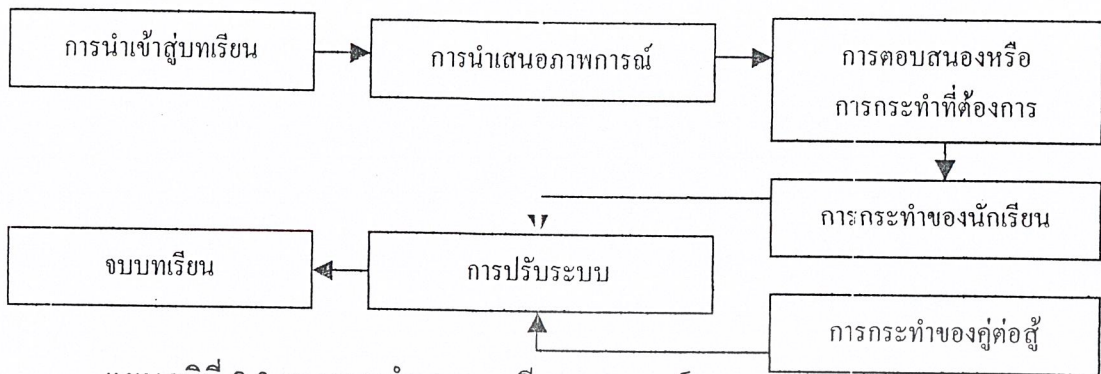 การนำเข้าสู่บทเรียน
การนำเสนอภาพการณ์
การตอบสนองหรือ
การกระทำที่ต้องการ
การกระทำของนักเรียน
การปรับระบบ
จบบทเรียน
การกระทำของคู่ต่อสู้